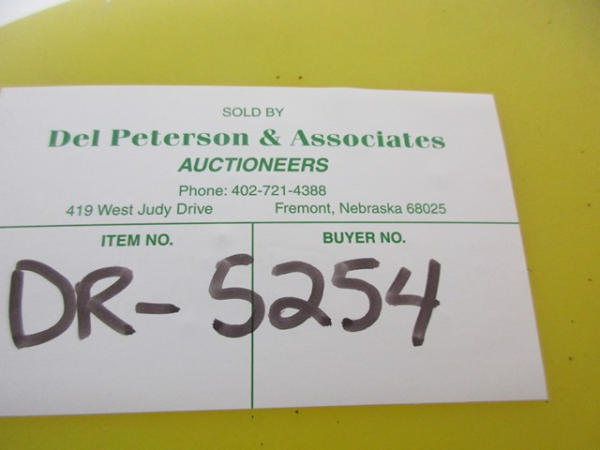 SOLD BY
Del Peterson & Associates
AUCTIONEERS
Phone: 402-721-4388
419 West Judy Drive Fremont, Nebraska 68025
ITEM NO. BUYER NO.
DR-5254